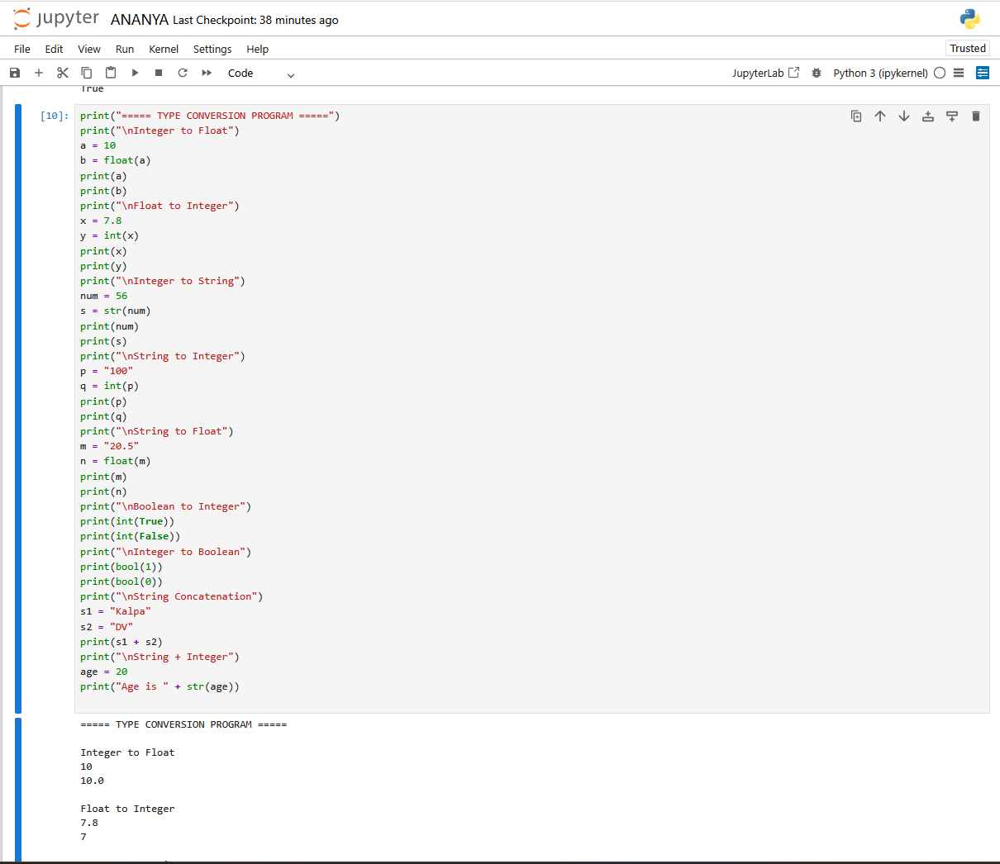 jupyter ANANYA Last Checkpoint: 38 minutes ago
File Edit View Run Kernel Settings Help Trusted
Code JupyterLab Python 3 (ipykernel)
True
[10]: print("===== TYPE CONVERSION PROGRAM =====")
print("\nInteger to Float")
a = 10
b = float(a)
print(a)
print(b)
print("\nFloat to Integer")
x = 7.8
y = int(x)
print(x)
print(y)
print("\nInteger to String")
num = 56
s = str(num)
print(num)
print(s)
print("\nString to Integer")
p = "100"
q = int(p)
print(p)
print(q)
print("\nString to Float")
m = "20.5"
n = float(m)
print(m)
print(n)
print("\nBoolean to Integer")
print(int(True))
print(int(False))
print("\nInteger to Boolean")
print(bool(1))
print(bool(0))
print("\nString Concatenation")
s1 = "Kalpa"
s2 = "DV"
print(s1 + s2)
print("\nString + Integer")
age = 20
print("Age is " + str(age))
===== TYPE CONVERSION PROGRAM =====
Integer to Float
10
10.0
Float to Integer
7.8
7